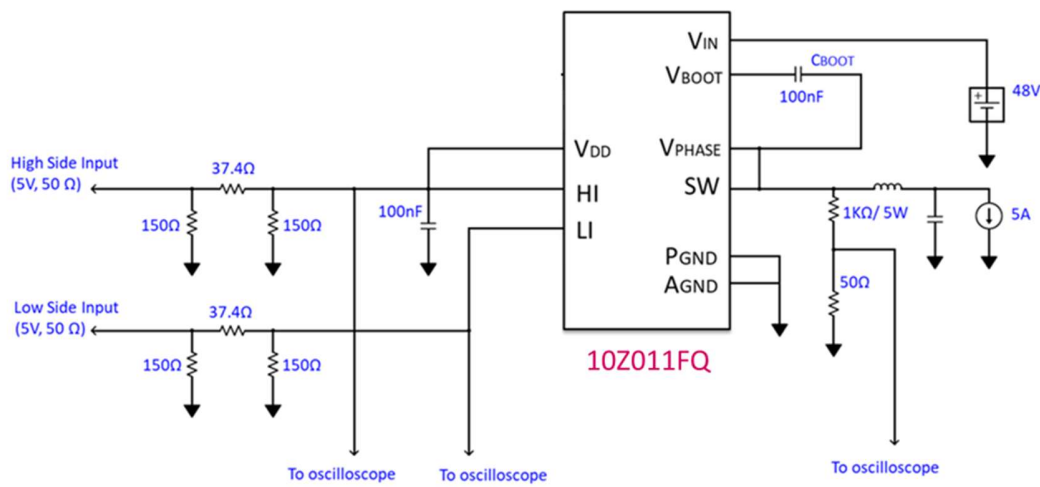 VIN
VBOOT
CBOOT
100nF
48V
High Side Input
(5V, 50 Ω)
37.4Ω
150Ω
150Ω
100nF
VDD
HI
LI
VPHASE
SW
1KΩ/ 5W
5A
PGND
AGND
50Ω
Low Side Input
(5V, 50 Ω)
37.4Ω
150Ω
150Ω
10Z011FQ
To oscilloscope
To oscilloscope
To oscilloscope